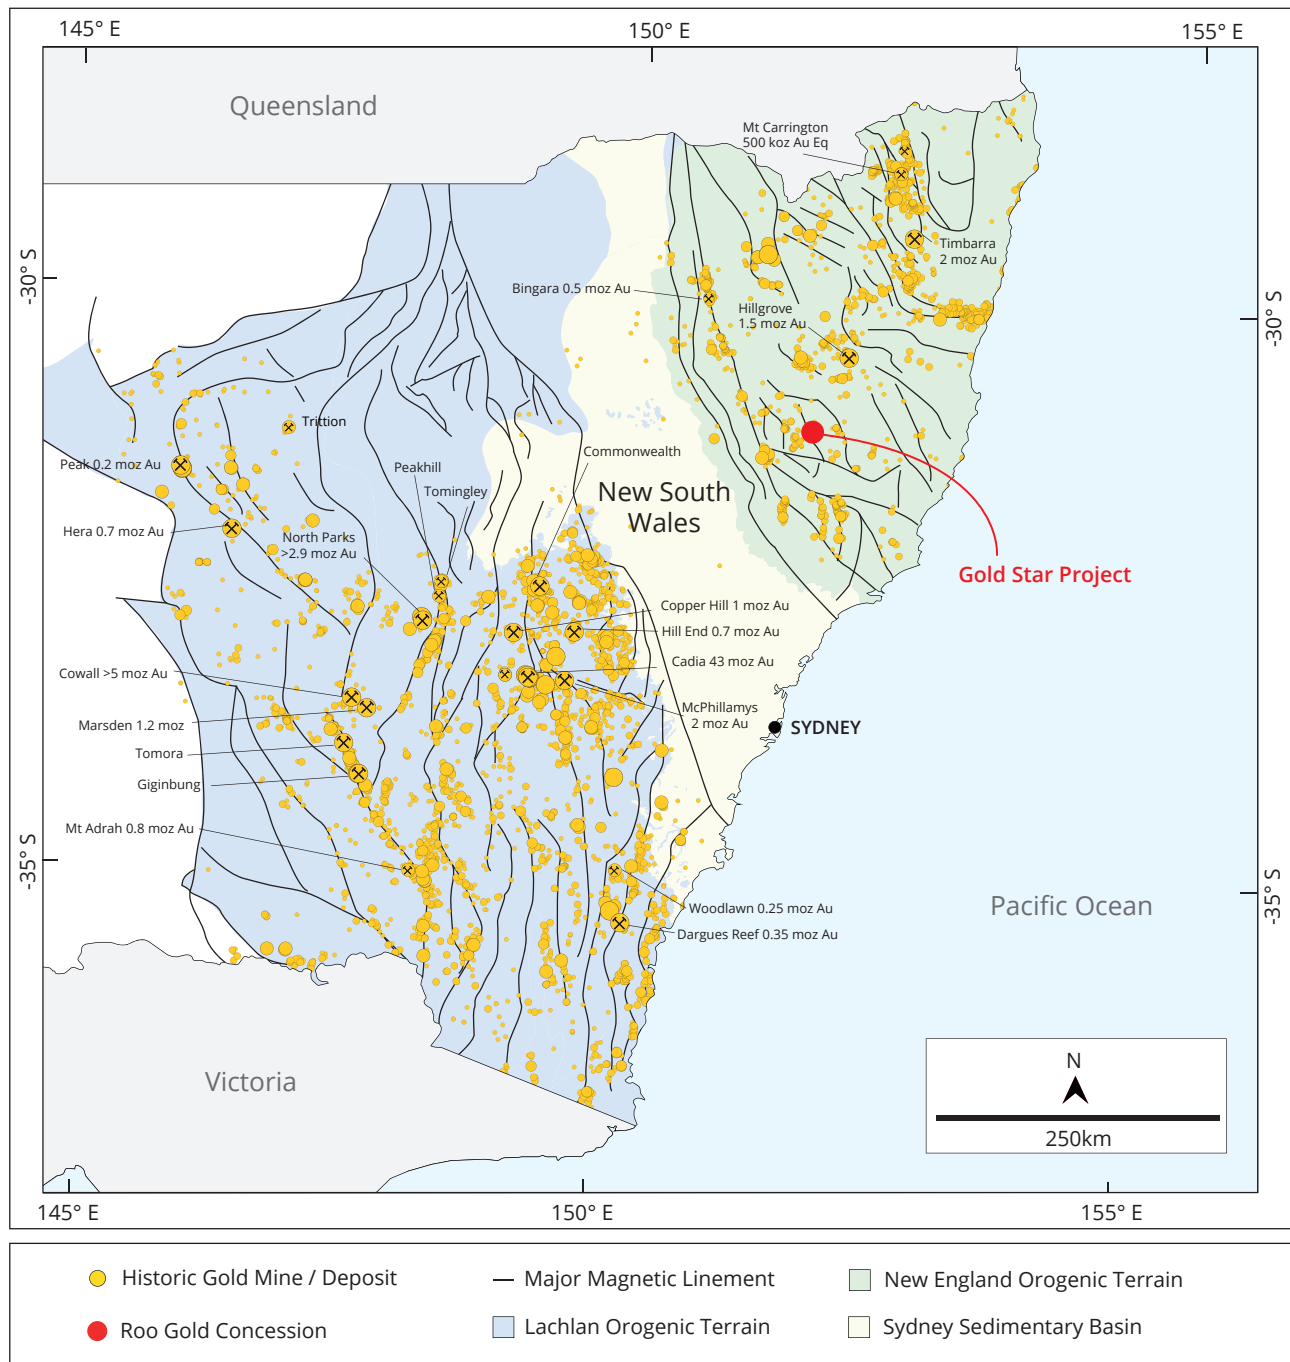 145° E
150° E
155° E
Queensland
Mt Carrington
500 koz Au Eq
Timbarra
2 moz Au
-30° S
-30° S
Bingara 0.5 moz Au
Hillgrove
1.5 moz Au
Trittion
Peak 0.2 moz Au
Peakhill
Commonwealth
Tomingley
New South
Wales
Hera 0.7 moz Au
North Parks
>2.9 moz Au
Gold Star Project
Copper Hill 1 moz Au
Hill End 0.7 moz Au
Cowall >5 moz Au
Cadia 43 moz Au
Marsden 1.2 moz
McPhillamys
2 moz Au
SYDNEY
Tomora
Giginbung
Mt Adrah 0.8 moz Au
-35° S
-35° S
Woodlawn 0.25 moz Au
Dargues Reef 0.35 moz Au
Pacific Ocean
Victoria
N
250km
145° E
150° E
155° E
Historic Gold Mine / Deposit
Major Magnetic Linement
New England Orogenic Terrain
Roo Gold Concession
Lachlan Orogenic Terrain
Sydney Sedimentary Basin